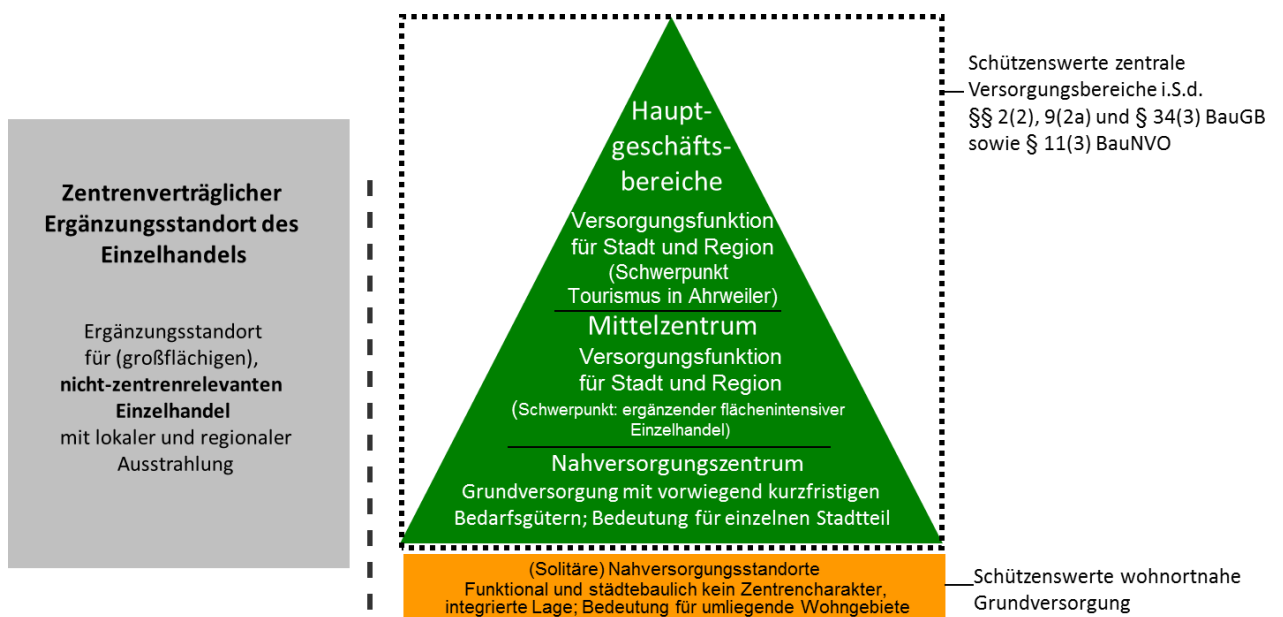 Zentrenverträglicher
Ergänzungsstandort des
Einzelhandels
Ergänzungsstandort
für (großflächigen),
nicht-zentrenrelevanten
Einzelhandel
mit lokaler und regionaler
Ausstrahlung
Haupt-
geschäfts-
bereiche
Versorgungsfunktion
für Stadt und Region
(Schwerpunkt
Tourismus in Ahrweiler)
Mittelzentrum
Versorgungsfunktion
für Stadt und Region
(Schwerpunkt: ergänzender flächenintensiver
Einzelhandel)
Nahversorgungszentrum
Grundversorgung mit vorwiegend kurzfristigen
Bedarfsgütern; Bedeutung für einzelnen Stadtteil
(Solitäre) Nahversorgungsstandorte
Funktional und städtebaulich kein Zentrencharakter,
integrierte Lage; Bedeutung für umliegende Wohngebiete
Schützenswerte zentrale
Versorgungsbereiche i.S.d.
§§ 2(2), 9(2a) und § 34(3) BauGB
sowie § 11(3) BauNVO
Schützenswerte wohnortnahe
Grundversorgung